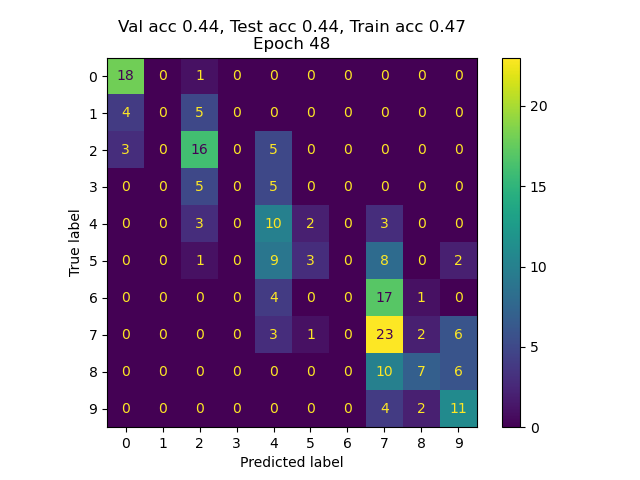 Val acc 0.44, Test acc 0.44, Train acc 0.47
Epoch 48
0 18 0 1 0 0 0 0 0 0 0
1 4 0 5 0 0 0 0 0 0 0
2 3 0 16 0 5 0 0 0 0 0
3 0 0 5 0 5 0 0 0 0 0
4 0 0 3 0 10 2 0 3 0 0
5 0 0 1 0 9 3 0 8 0 2
6 0 0 0 0 4 0 0 17 1 0
7 0 0 0 0 3 1 0 23 2 6
8 0 0 0 0 0 0 0 10 7 6
9 0 0 0 0 0 0 0 4 2 11
0 1 2 3 4 5 6 7 8 9
Predicted label
True label
20
15
10
5
0